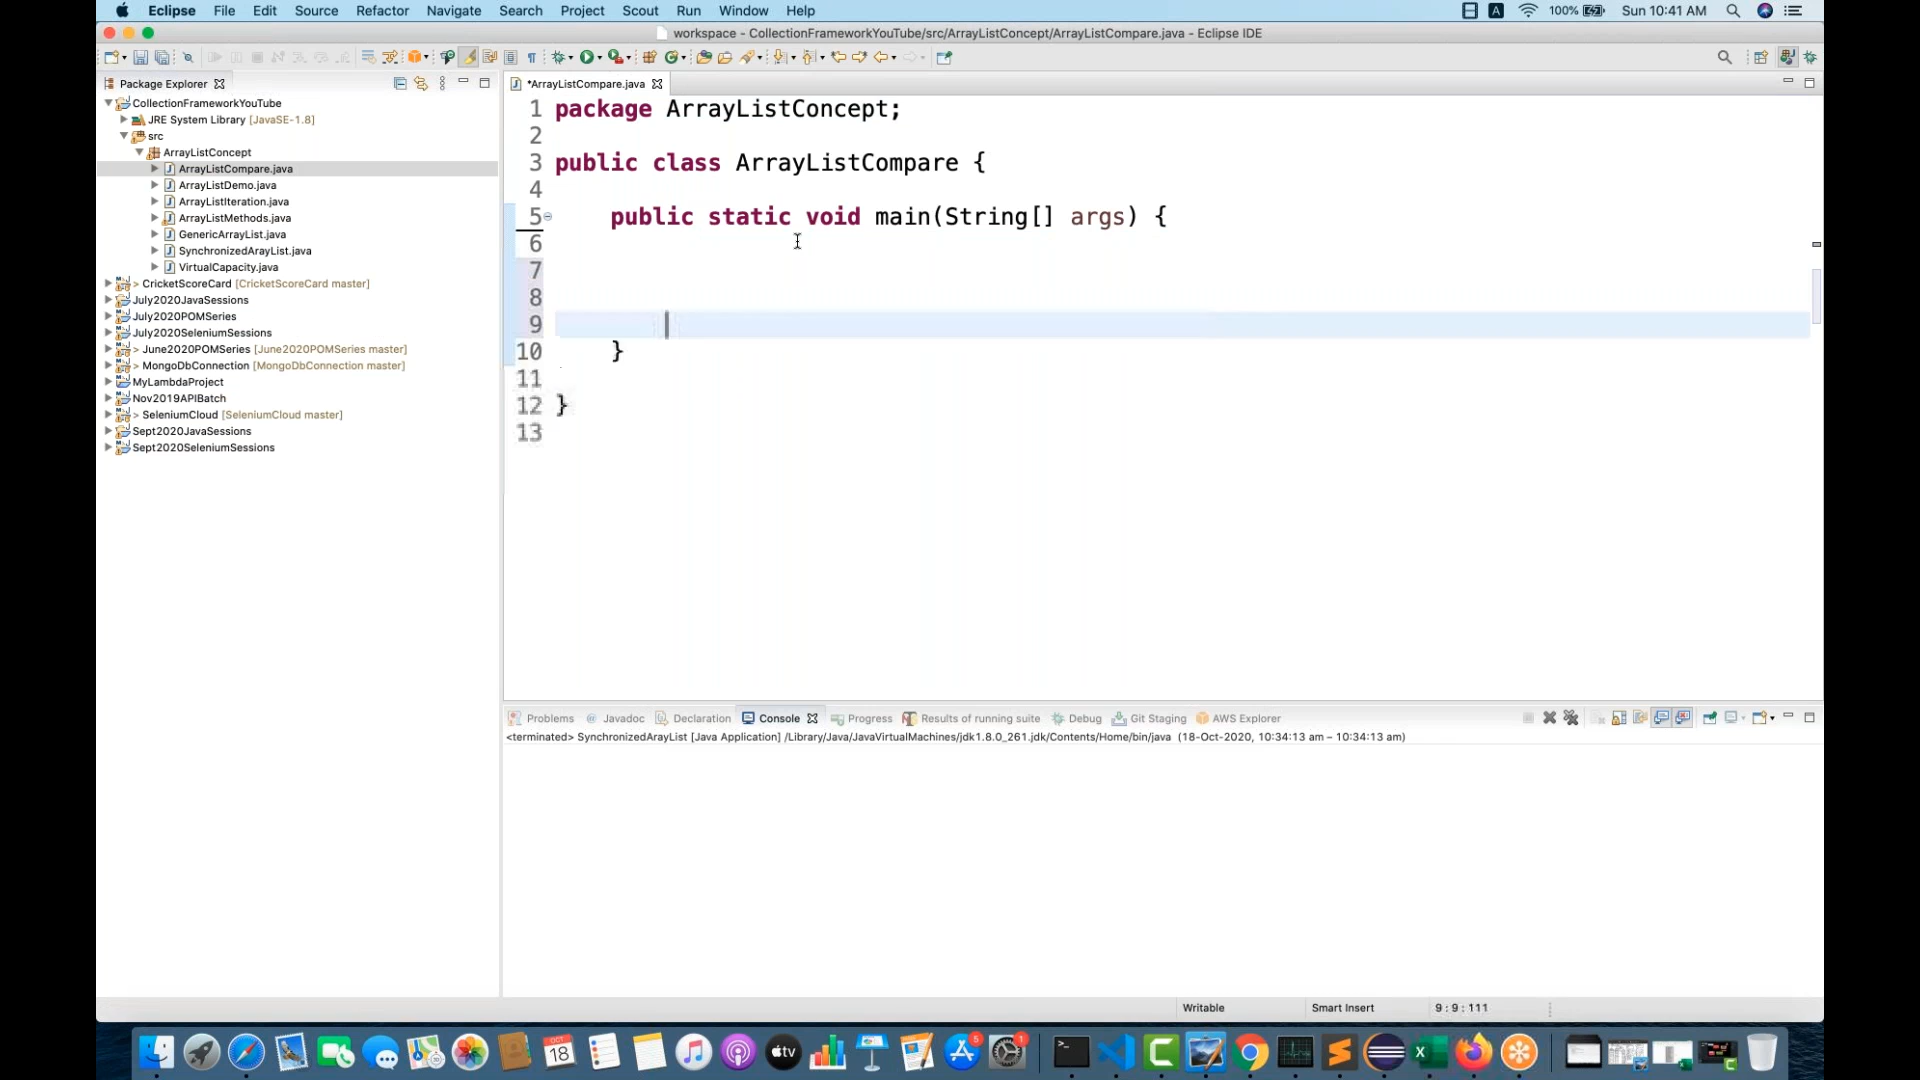 Eclipse File Edit Source Refactor Navigate Search Project Scout Run Window Help 100% Sun 10:41 AM
workspace - CollectionFrameworkYouTube/src/ArrayListConcept/ArrayListCompare.java - Eclipse IDE
Package Explorer
*ArrayListCompare.java
CollectionFrameworkYouTube
JRE System Library [JavaSE-1.8]
src
ArrayListConcept
ArrayListCompare.java
ArrayListDemo.java
ArrayListIteration.java
ArrayListMethods.java
GenericArrayList.java
SynchronizedArayList.java
VirtualCapacity.java
> CricketScoreCard [CricketScoreCard master]
July2020JavaSessions
July2020POMSeries
July2020SeleniumSessions
> June2020POMSeries [June2020POMSeries master]
> MongoDbConnection [MongoDbConnection master]
MyLambdaProject
Nov2019APIBatch
> SeleniumCloud [SeleniumCloud master]
Sept2020JavaSessions
Sept2020SeleniumSessions
1 package ArrayListConcept;
2
3 public class ArrayListCompare {
4
5 public static void main(String[] args) {
6
7
8
9
10 }
11
12 }
13
Problems Javadoc Declaration Console Progress Results of running suite Debug Git Staging AWS Explorer
<terminated> SynchronizedArayList [Java Application] /Library/Java/JavaVirtualMachines/jdk1.8.0_261.jdk/Contents/Home/bin/java (18-Oct-2020, 10:34:13 am – 10:34:13 am)
Writable Smart Insert 9 : 9 : 111
OCT
18
tv
5
1